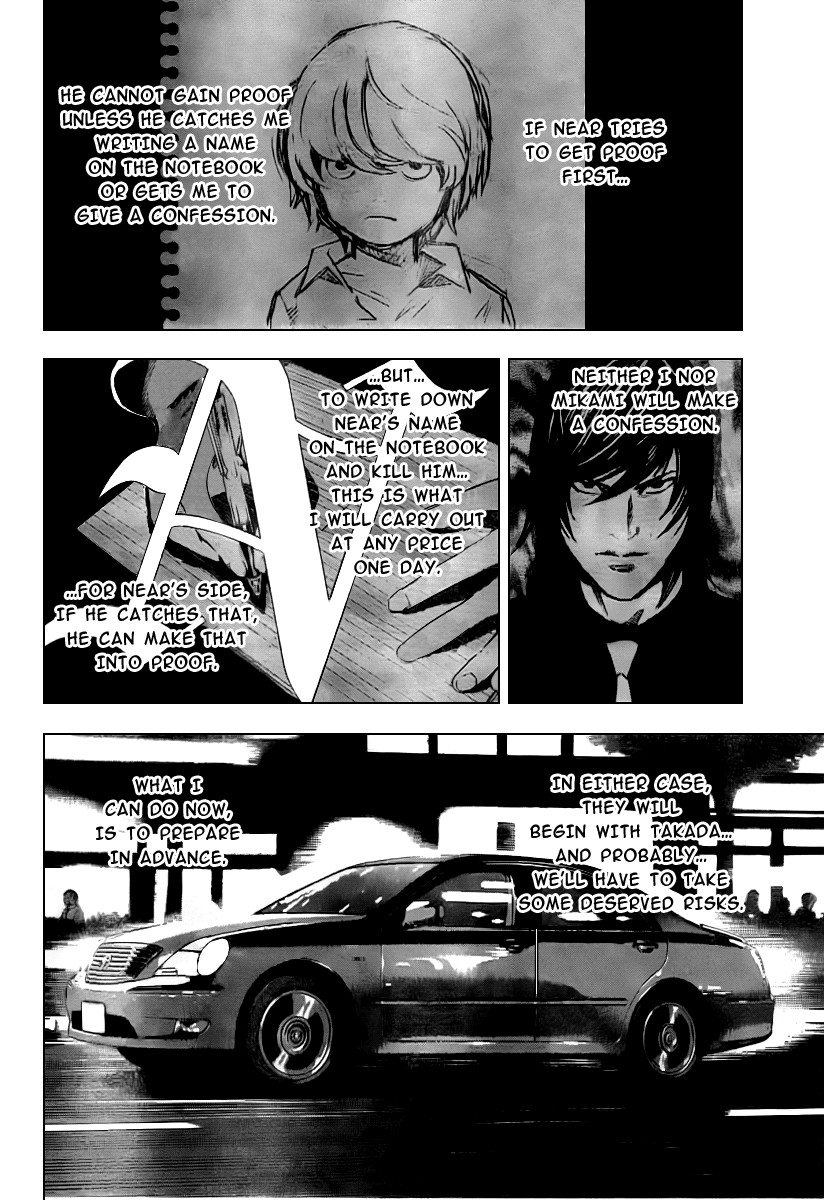 IF NEAR TRIES
TO GET PROOF
FIRST...
HE CANNOT GAIN PROOF
UNLESS HE CATCHES ME
WRITING A NAME
ON THE NOTEBOOK
OR GETS ME TO
GIVE A CONFESSION.
NEITHER I NOR
MIKAMI WILL MAKE
A CONFESSION.
...BUT...
TO WRITE DOWN
NEAR'S NAME
ON THE NOTEBOOK
AND KILL HIM...
THIS IS WHAT
I WILL CARRY OUT
AT ANY PRICE
ONE DAY.
...FOR NEAR'S SIDE,
IF HE CATCHES THAT,
HE CAN MAKE THAT
INTO PROOF.
IN EITHER CASE,
THEY WILL
BEGIN WITH TAKADA...
AND PROBABLY...
WE'LL HAVE TO TAKE
SOME DESERVED RISKS.
WHAT I
CAN DO NOW,
IS TO PREPARE
IN ADVANCE.